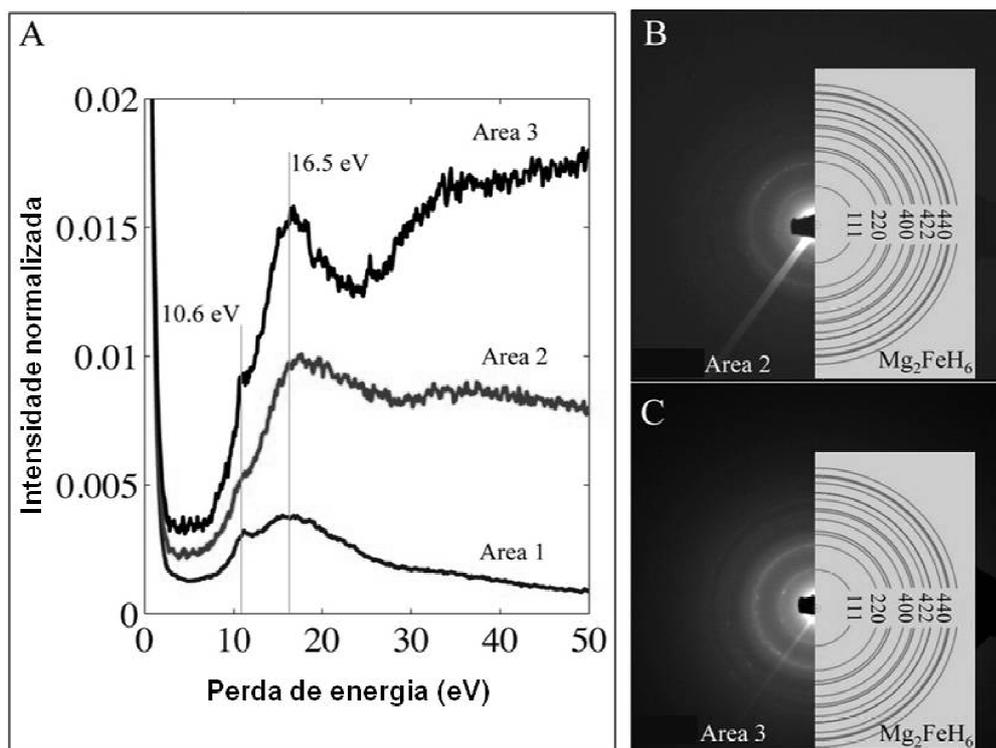 A
0.02
0.015
0.01
0.005
0
Intensidade normalizada
Area 3
16.5 eV
10.6 eV
Area 2
Area 1
0
10
20
30
40
50
Perda de energia (eV)
B
111
220
400
422
440
Area 2
Mg₂FeH₆
C
111
220
400
422
440
Area 3
Mg₂FeH₆